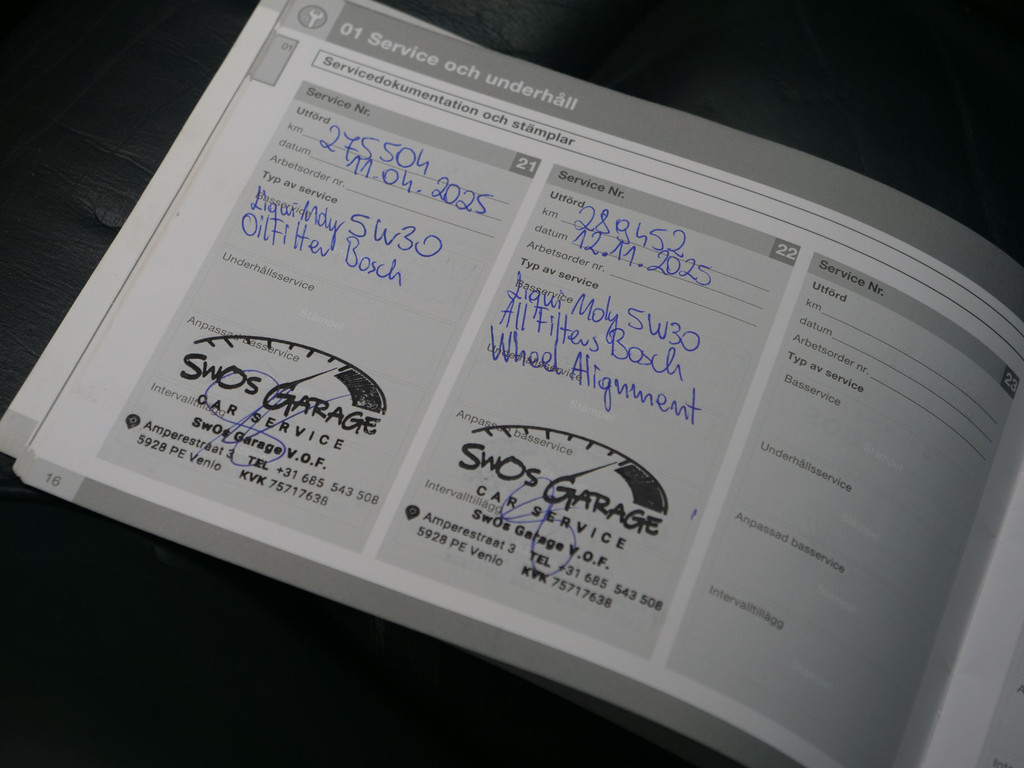 01 Service och underhåll
01
Servicedokumentation och stämplar
Service Nr. 21
Utförd
km 275504
datum 11.04.2025
Arbetsorder nr.
Typ av service
Basservice
Liqui Moly 5W30
Oilfilter Bosch
Underhållsservice
Anpassad basservice
Intervalltillägg
SwOs GARAGE
CAR SERVICE
SwOs Garage V.O.F.
Amperestraat 3
5928 PE Venlo
TEL +31 685 543 508
KVK 75717638
16
Service Nr. 22
Utförd
km 289452
datum 12.11.2025
Arbetsorder nr.
Typ av service
Basservice
Liqui Moly 5W30
All Filters Bosch
Underhållsservice
Wheel Alignment
Anpassad basservice
Intervalltillägg
SwOs GARAGE
CAR SERVICE
SwOs Garage V.O.F.
Amperestraat 3
5928 PE Venlo
TEL +31 685 543 508
KVK 75717638
Service Nr. 23
Utförd
km
datum
Arbetsorder nr.
Typ av service
Basservice
Underhållsservice
Anpassad basservice
Intervalltillägg